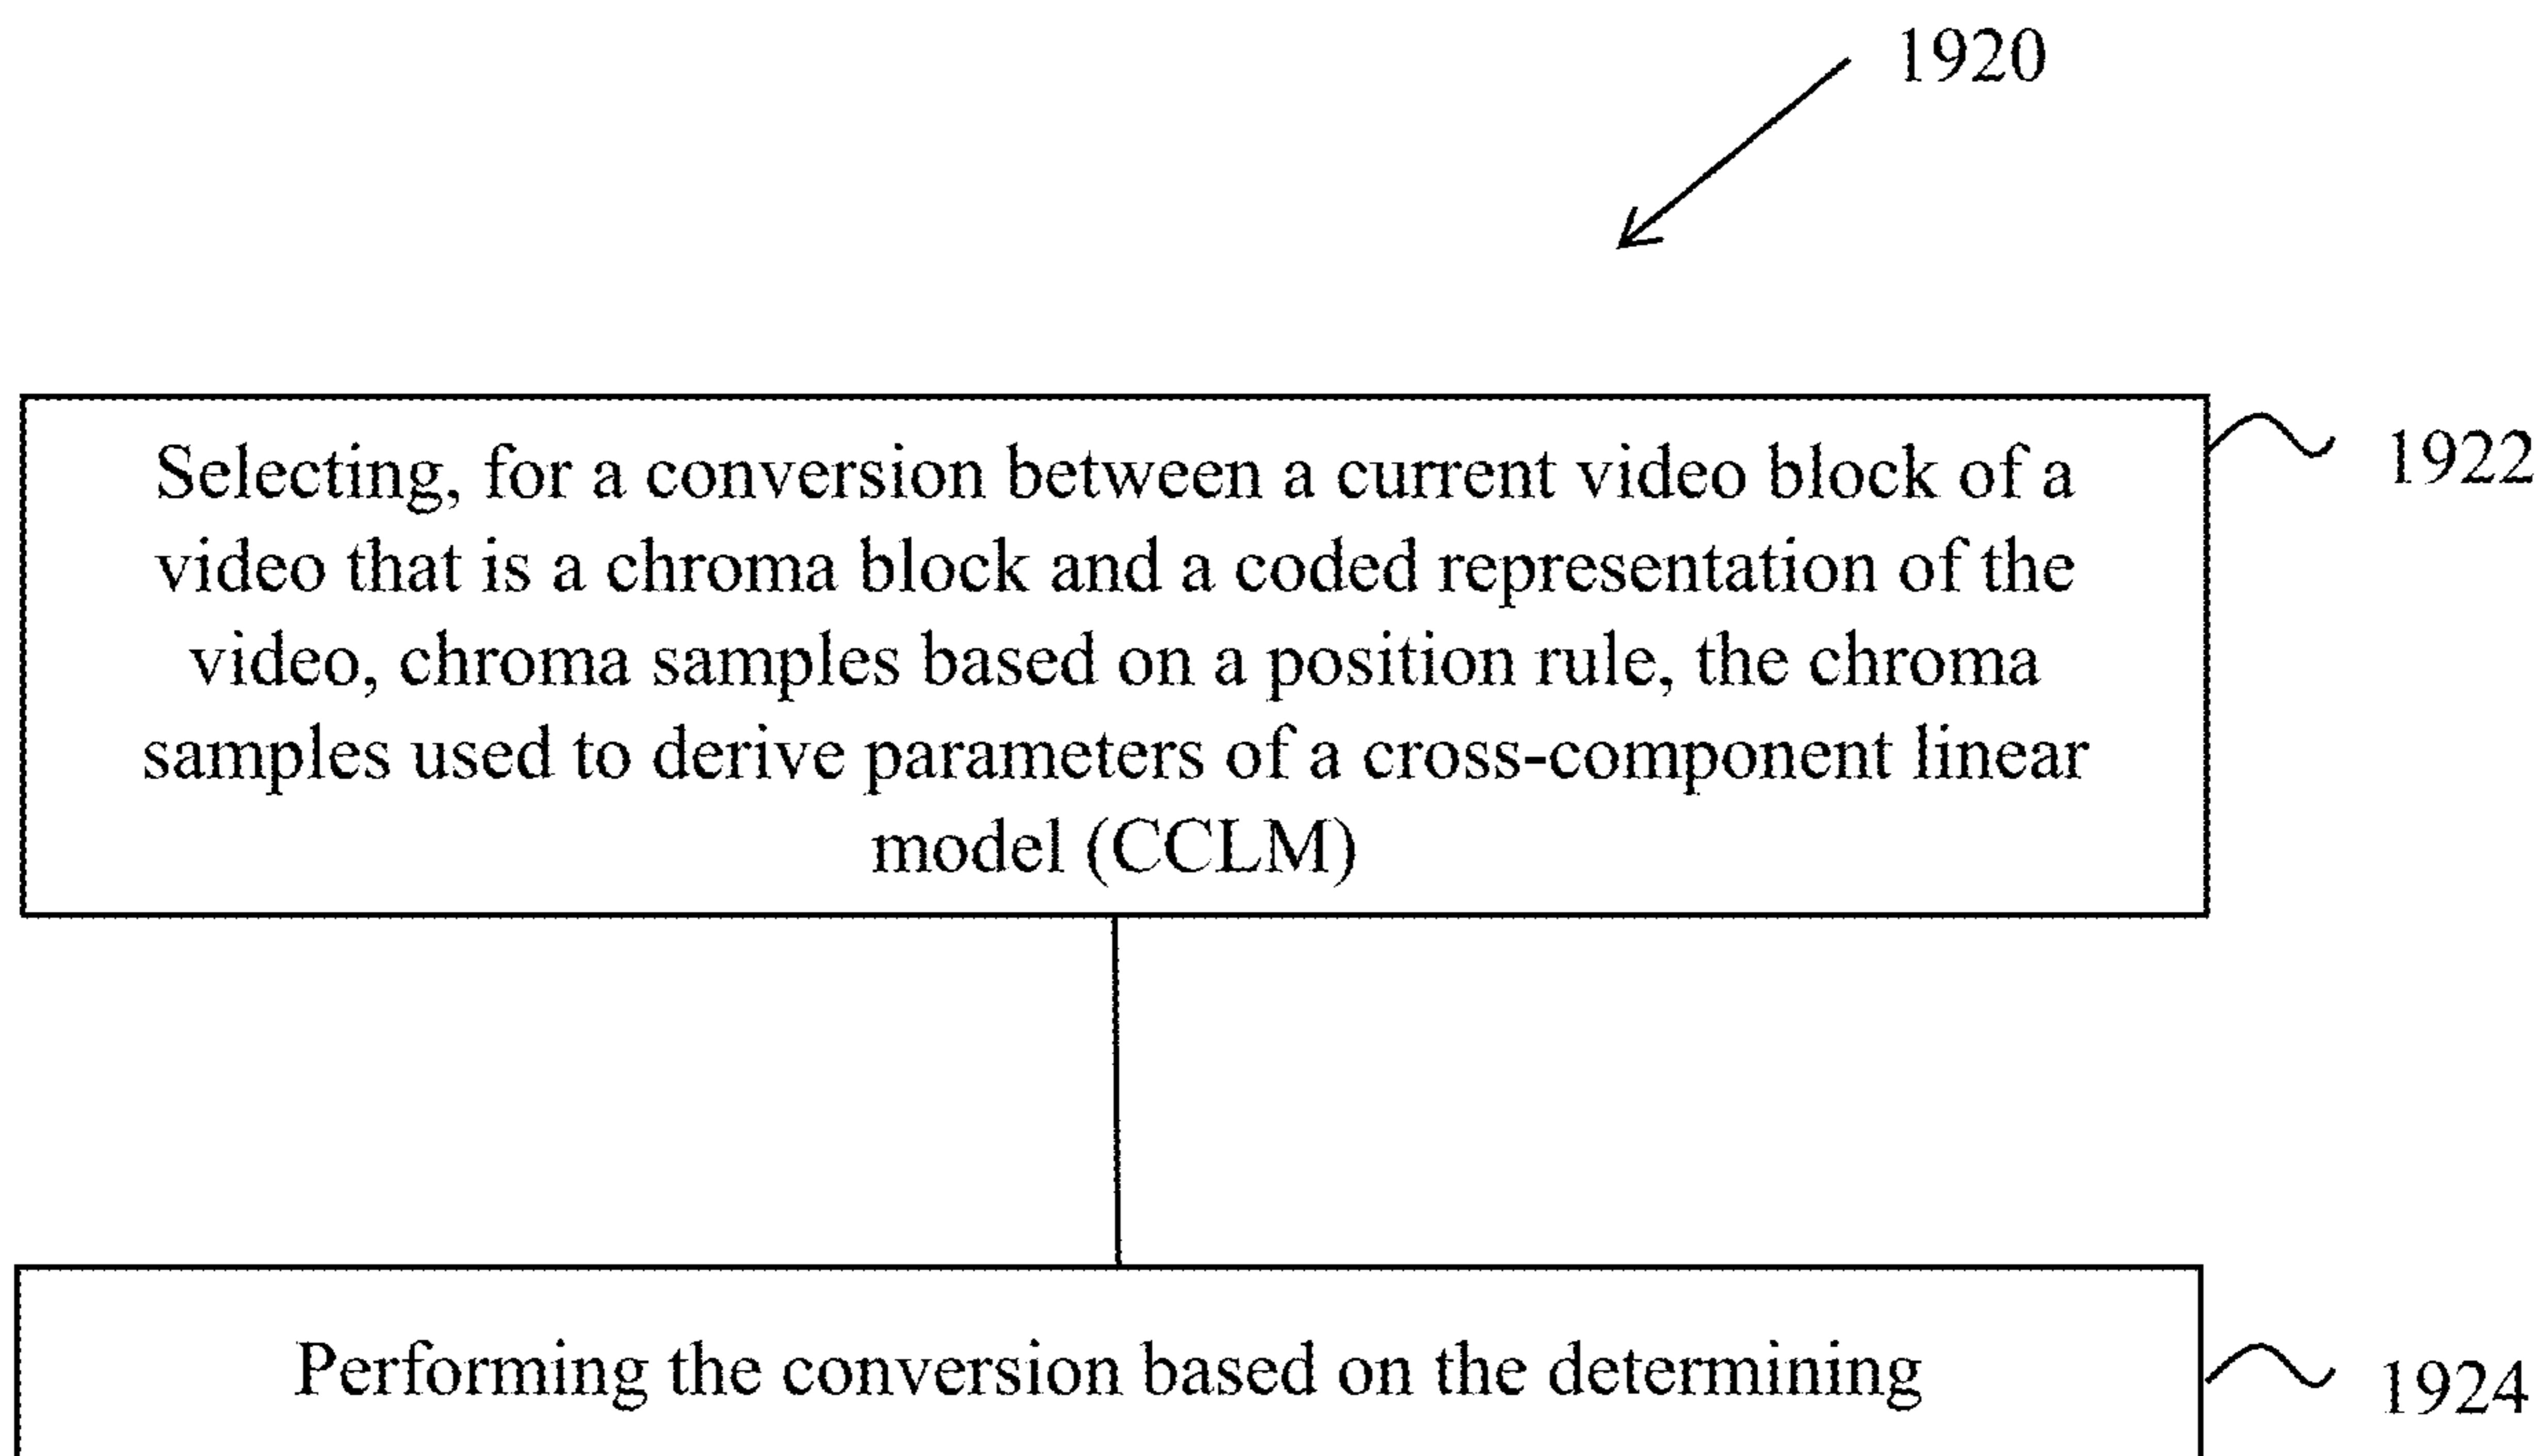 1920
Selecting, for a conversion between a current video block of a
video that is a chroma block and a coded representation of the
video, chroma samples based on a position rule, the chroma
samples used to derive parameters of a cross-component linear
model (CCLM)
1922
Performing the conversion based on the determining
1924